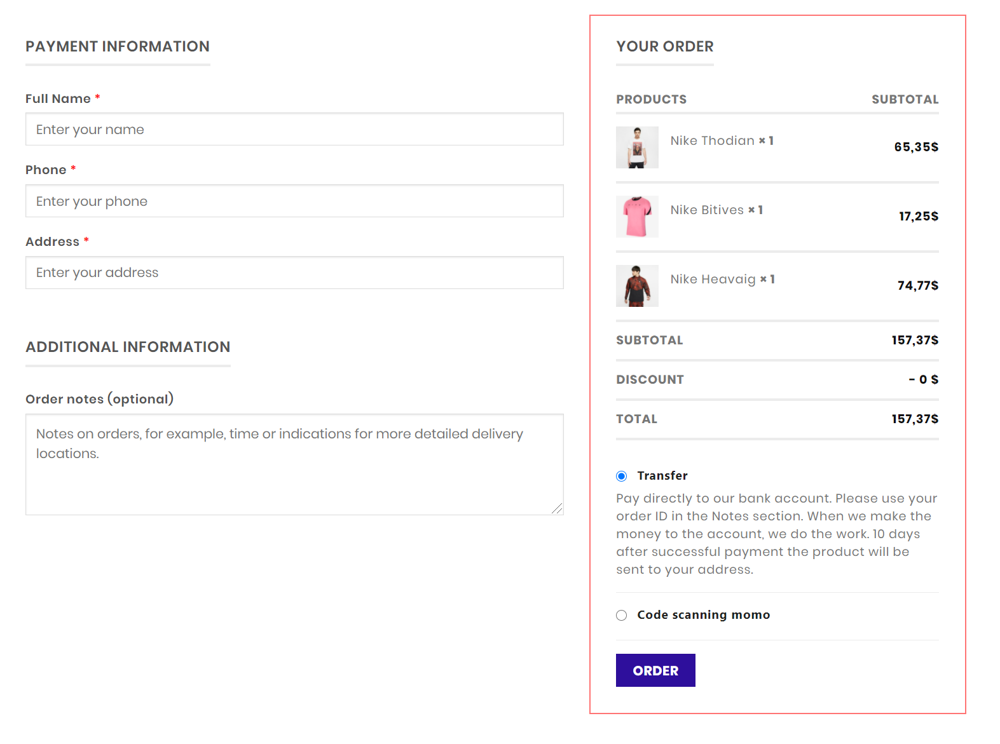 PAYMENT INFORMATION
Full Name *
Enter your name
Phone *
Enter your phone
Address *
Enter your address
ADDITIONAL INFORMATION
Order notes (optional)
Notes on orders, for example, time or indications for more detailed delivery
locations.
YOUR ORDER
PRODUCTS SUBTOTAL
Nike Thodian × 1 65,35$
Nike Bitives × 1 17,25$
Nike Heavaig × 1 74,77$
SUBTOTAL 157,37$
DISCOUNT - 0 $
TOTAL 157,37$
Transfer
Pay directly to our bank account. Please use your
order ID in the Notes section. When we make the
money to the account, we do the work. 10 days
after successful payment the product will be
sent to your address.
Code scanning momo
ORDER